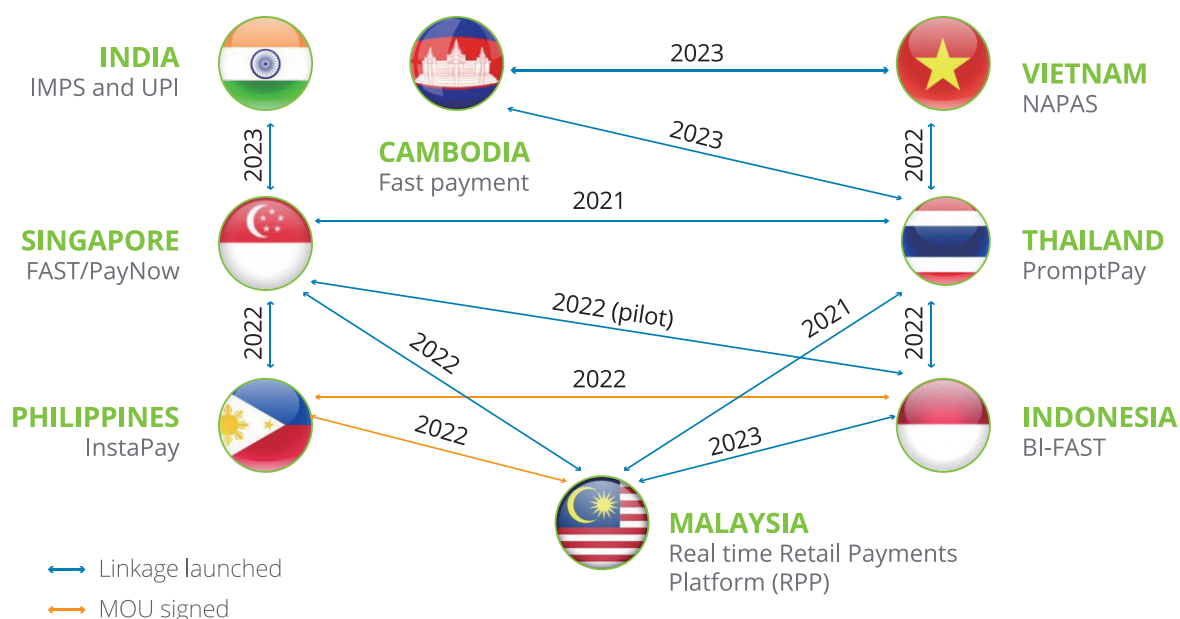 INDIA
IMPS and UPI
2023
VIETNAM
NAPAS
CAMBODIA
Fast payment
2023
2023
2022
2021
SINGAPORE
FAST/PayNow
THAILAND
PromptPay
2022
2022 (pilot)
2021
2022
2022
2022
PHILIPPINES
InstaPay
2022
2023
INDONESIA
BI-FAST
MALAYSIA
Real time Retail Payments
Platform (RPP)
Linkage launched
MOU signed